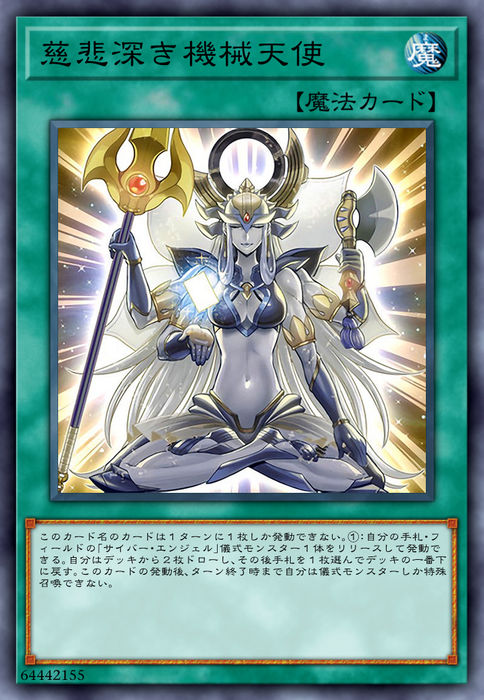 慈悲深き機械天使
魔
【魔法カード】
このカード名のカードは1ターンに1枚しか発動できない。①：自分の手札・フィ
ールドの「サイバー・エンジェル」儀式モンスター1体をリリースして発動でき
る。自分はデッキから2枚ドローし、その後手札を1枚選んでデッキの一番下
に戻す。このカードの発動後、ターン終了時まで自分は儀式モンスターしか特殊
召喚できない。
64442155